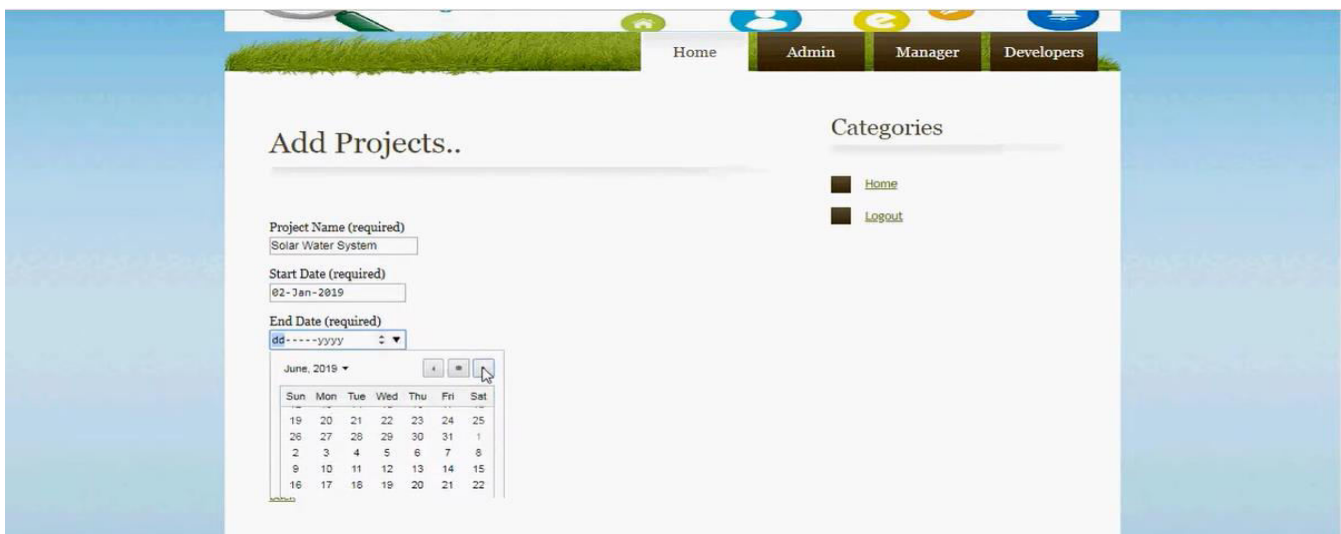 Home Admin Manager Developers
Add Projects..
Categories
Home
Logout
Project Name (required)
Solar Water System
Start Date (required)
02-Jan-2019
End Date (required)
dd-----yyyy
June, 2019
Sun Mon Tue Wed Thu Fri Sat
19 20 21 22 23 24 25
26 27 28 29 30 31 1
2 3 4 5 6 7 8
9 10 11 12 13 14 15
16 17 18 19 20 21 22